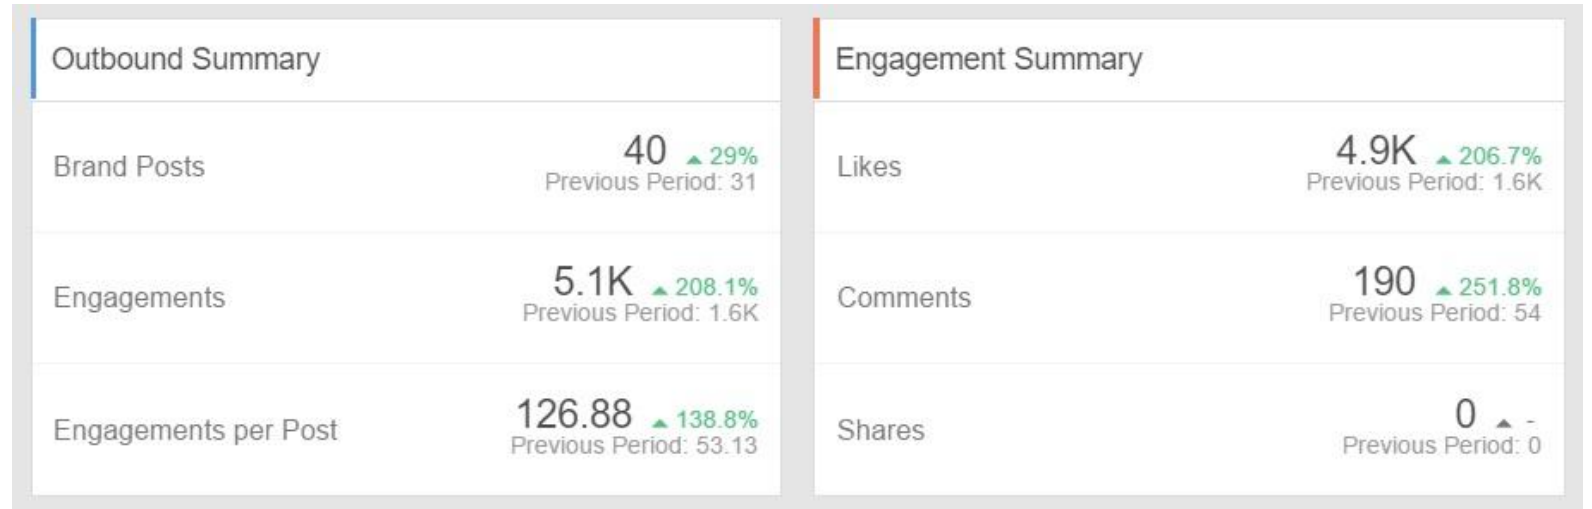 Outbound Summary
Brand Posts
40 ▲ 29%
Previous Period: 31
Engagements
5.1K ▲ 208.1%
Previous Period: 1.6K
Engagements per Post
126.88 ▲ 138.8%
Previous Period: 53.13
Engagement Summary
Likes
4.9K ▲ 206.7%
Previous Period: 1.6K
Comments
190 ▲ 251.8%
Previous Period: 54
Shares
0 ▲ -
Previous Period: 0